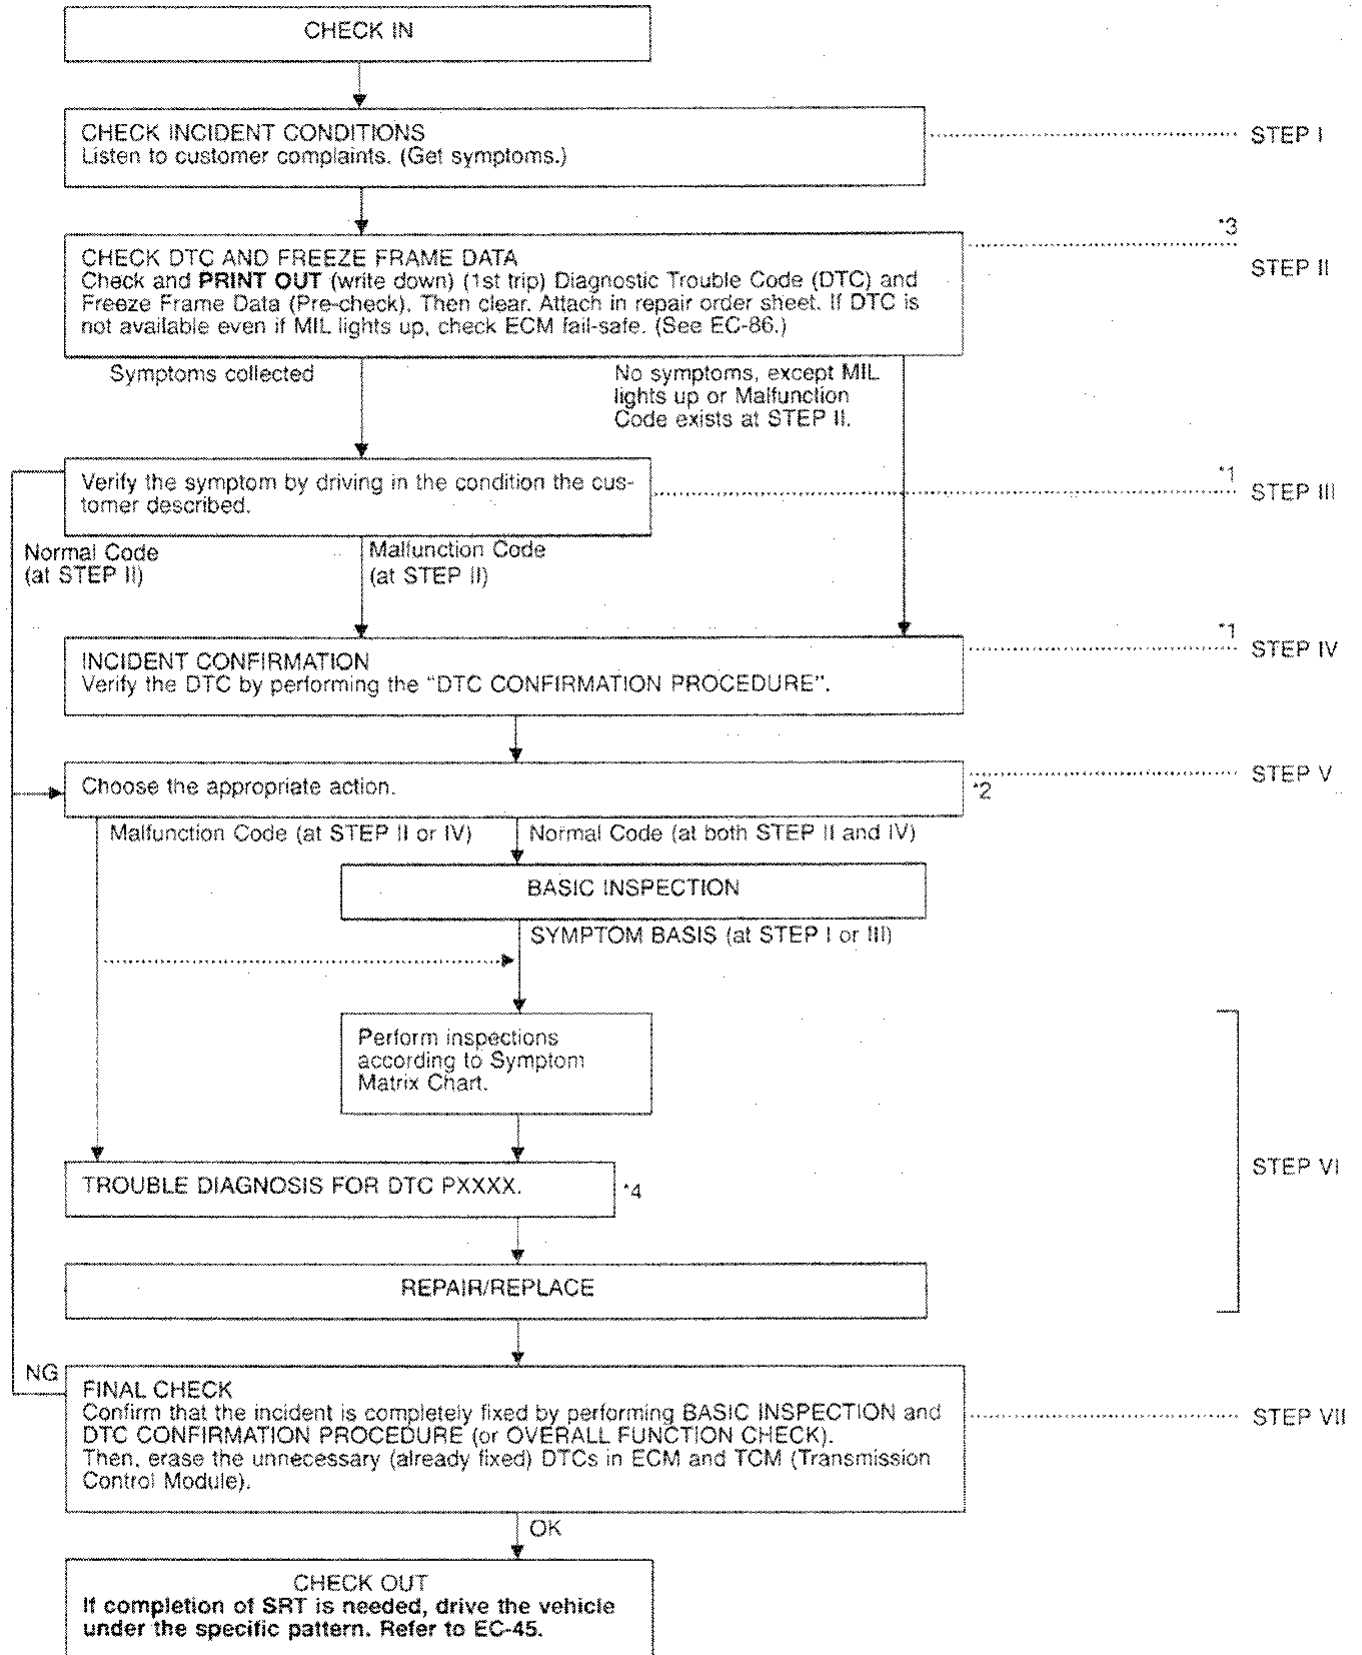 CHECK IN
CHECK INCIDENT CONDITIONS
Listen to customer complaints. (Get symptoms.)
STEP I
CHECK DTC AND FREEZE FRAME DATA
Check and PRINT OUT (write down) (1st trip) Diagnostic Trouble Code (DTC) and
Freeze Frame Data (Pre-check). Then clear. Attach in repair order sheet. If DTC is
not available even if MIL lights up, check ECM fail-safe. (See EC-86.)
*3
STEP II
Symptoms collected
No symptoms, except MIL
lights up or Malfunction
Code exists at STEP II.
Verify the symptom by driving in the condition the cus-
tomer described.
*1
STEP III
Normal Code
(at STEP II)
Malfunction Code
(at STEP II)
INCIDENT CONFIRMATION
Verify the DTC by performing the “DTC CONFIRMATION PROCEDURE”.
*1
STEP IV
Choose the appropriate action.
*2
STEP V
Malfunction Code (at STEP II or IV)
Normal Code (at both STEP II and IV)
BASIC INSPECTION
SYMPTOM BASIS (at STEP I or III)
Perform inspections
according to Symptom
Matrix Chart.
TROUBLE DIAGNOSIS FOR DTC PXXXX.
*4
STEP VI
REPAIR/REPLACE
NG
FINAL CHECK
Confirm that the incident is completely fixed by performing BASIC INSPECTION and
DTC CONFIRMATION PROCEDURE (or OVERALL FUNCTION CHECK).
Then, erase the unnecessary (already fixed) DTCs in ECM and TCM (Transmission
Control Module).
STEP VII
OK
CHECK OUT
If completion of SRT is needed, drive the vehicle
under the specific pattern. Refer to EC-45.